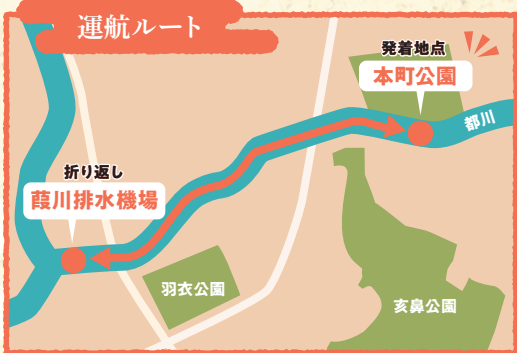 運航ルート
発着地点
本町公園
都川
折り返し
葭川排水機場
羽衣公園
亥鼻公園